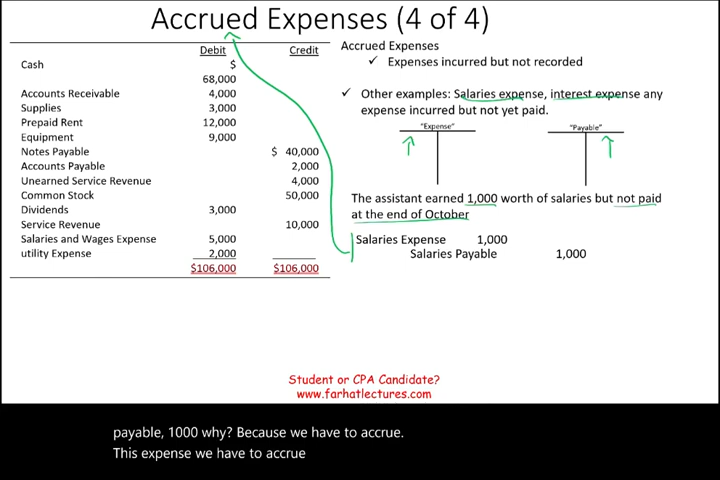 Accrued Expenses (4 of 4)
Debit Credit
Cash $
68,000
Accounts Receivable 4,000
Supplies 3,000
Prepaid Rent 12,000
Equipment 9,000
Notes Payable $ 40,000
Accounts Payable 2,000
Unearned Service Revenue 4,000
Common Stock 50,000
Dividends 3,000
Service Revenue 10,000
Salaries and Wages Expense 5,000
utility Expense 2,000
$106,000 $106,000
Accrued Expenses
✓ Expenses incurred but not recorded
✓ Other examples: Salaries expense, interest expense any
expense incurred but not yet paid.
"Expense" "Payable"
The assistant earned 1,000 worth of salaries but not paid
at the end of October
Salaries Expense 1,000
Salaries Payable 1,000
Student or CPA Candidate?
www.farhatlectures.com
payable, 1000 why? Because we have to accrue.
This expense we have to accrue